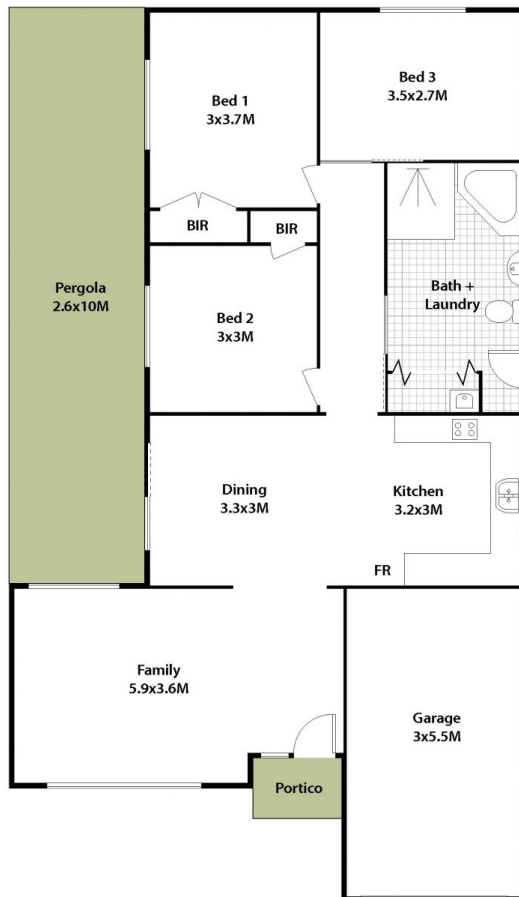 Bed 1
3x3.7M
Bed 3
3.5x2.7M
BIR
BIR
Pergola
2.6x10M
Bed 2
3x3M
Bath +
Laundry
Dining
3.3x3M
Kitchen
3.2x3M
FR
Family
5.9x3.6M
Garage
3x5.5M
Portico